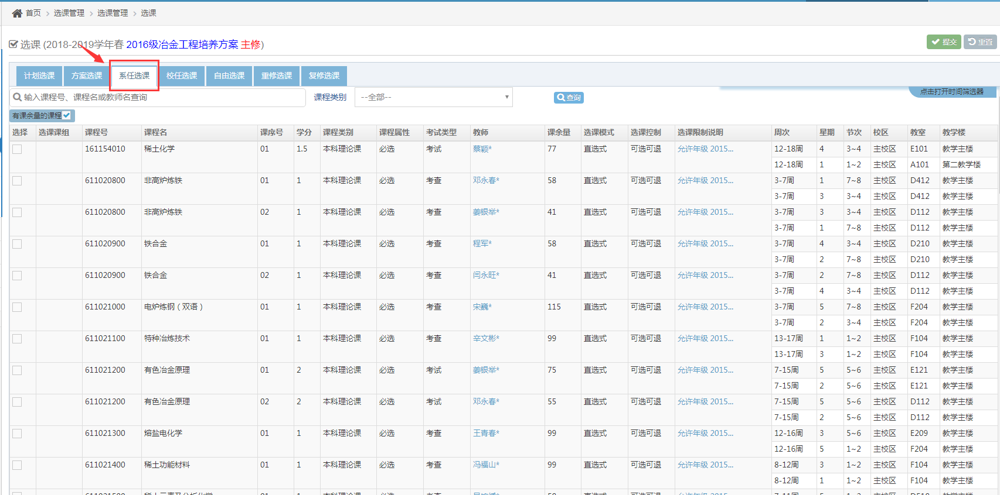 首页 > 选课管理 > 选课管理 > 选课
选课 (2018-2019学年春 2016级冶金工程培养方案 主修)
提交 重置
计划选课 方案选课 系任选课 校任选课 自由选课 重修选课 复修选课
输入课程号、课程名或教师名查询 课程类别 --全部-- 查询 点击打开时间筛选器
有课余量的课程
选择 选课课组 课程号 课程名 课序号 学分 课程类别 课程属性 考试类型 教师 课余量 选课模式 选课控制 选课限制说明 周次 星期 节次 校区 教室 教学楼
161154010 稀土化学 01 1.5 本科理论课 必选 考试 蔡颖* 77 直选式 可选可退 允许年级 2015... 12-18周 4 3~4 主校区 E101 教学主楼
12-18周 1 1~2 主校区 A101 第二教学楼
611020800 非高炉炼铁 01 1 本科理论课 必选 考查 邓永春* 58 直选式 可选可退 允许年级 2015... 3-7周 1 7~8 主校区 D412 教学主楼
3-7周 3 3~4 主校区 D412 教学主楼
611020800 非高炉炼铁 02 1 本科理论课 必选 考查 姜银举* 41 直选式 可选可退 允许年级 2015... 3-7周 3 3~4 主校区 D112 教学主楼
3-7周 1 7~8 主校区 D112 教学主楼
611020900 铁合金 01 1 本科理论课 必选 考查 程军* 58 直选式 可选可退 允许年级 2015... 3-7周 4 3~4 主校区 D210 教学主楼
3-7周 2 7~8 主校区 D210 教学主楼
611020900 铁合金 02 1 本科理论课 必选 考查 闫永旺* 41 直选式 可选可退 允许年级 2015... 3-7周 2 7~8 主校区 D112 教学主楼
3-7周 4 3~4 主校区 D112 教学主楼
611021000 电炉炼钢（双语） 01 1 本科理论课 必选 考查 宋巍* 115 直选式 可选可退 允许年级 2015... 3-7周 5 7~8 主校区 F204 教学主楼
3-7周 2 3~4 主校区 F204 教学主楼
611021100 特种冶炼技术 01 1 本科理论课 必选 考查 辛文彬* 99 直选式 可选可退 允许年级 2015... 13-17周 1 1~2 主校区 F104 教学主楼
13-17周 3 1~2 主校区 F104 教学主楼
611021200 有色冶金原理 01 2 本科理论课 必选 考试 姜银举* 75 直选式 可选可退 允许年级 2015... 7-15周 5 5~6 主校区 E121 教学主楼
7-15周 2 5~6 主校区 E121 教学主楼
611021200 有色冶金原理 02 2 本科理论课 必选 考试 邓永春* 55 直选式 可选可退 允许年级 2015... 7-15周 5 5~6 主校区 D112 教学主楼
7-15周 2 5~6 主校区 D112 教学主楼
611021300 熔盐电化学 01 1 本科理论课 必选 考查 王青春* 99 直选式 可选可退 允许年级 2015... 12-16周 3 5~6 主校区 E209 教学主楼
12-16周 5 1~2 主校区 F204 教学主楼
611021400 稀土功能材料 01 1 本科理论课 必选 考查 冯福山* 99 直选式 可选可退 允许年级 2015... 8-12周 3 1~2 主校区 F104 教学主楼
8-12周 1 1~2 主校区 F104 教学主楼